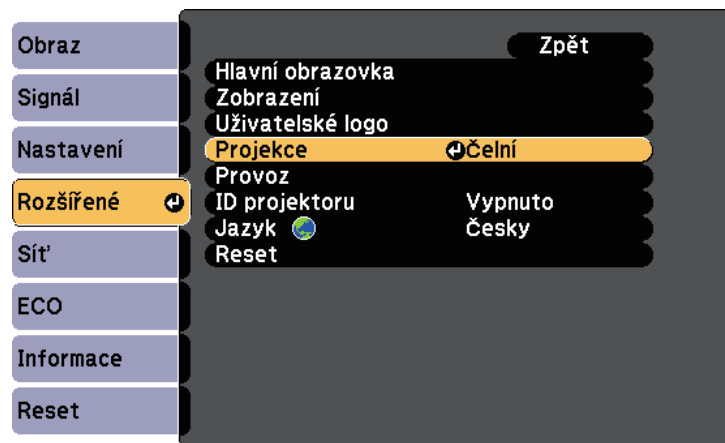 Obraz
Signál
Nastavení
Rozšířené
Síť
ECO
Informace
Reset
Zpět
Hlavní obrazovka
Zobrazení
Uživatelské logo
Projekce Čelní
Provoz
ID projektoru Vypnuto
Jazyk Česky
Reset